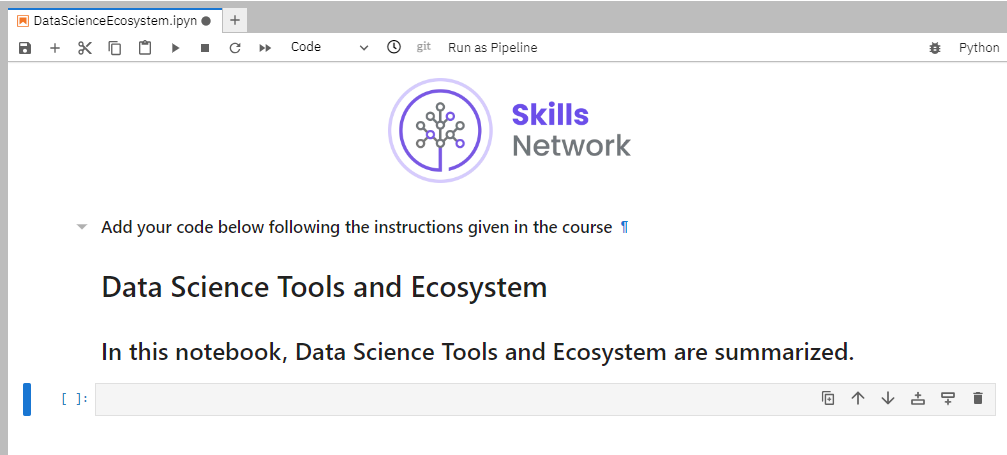 DataScienceEcosystem.ipyn
Code
git
Run as Pipeline
Python
Skills
Network
Add your code below following the instructions given in the course ¶
Data Science Tools and Ecosystem
In this notebook, Data Science Tools and Ecosystem are summarized.
[ ]: